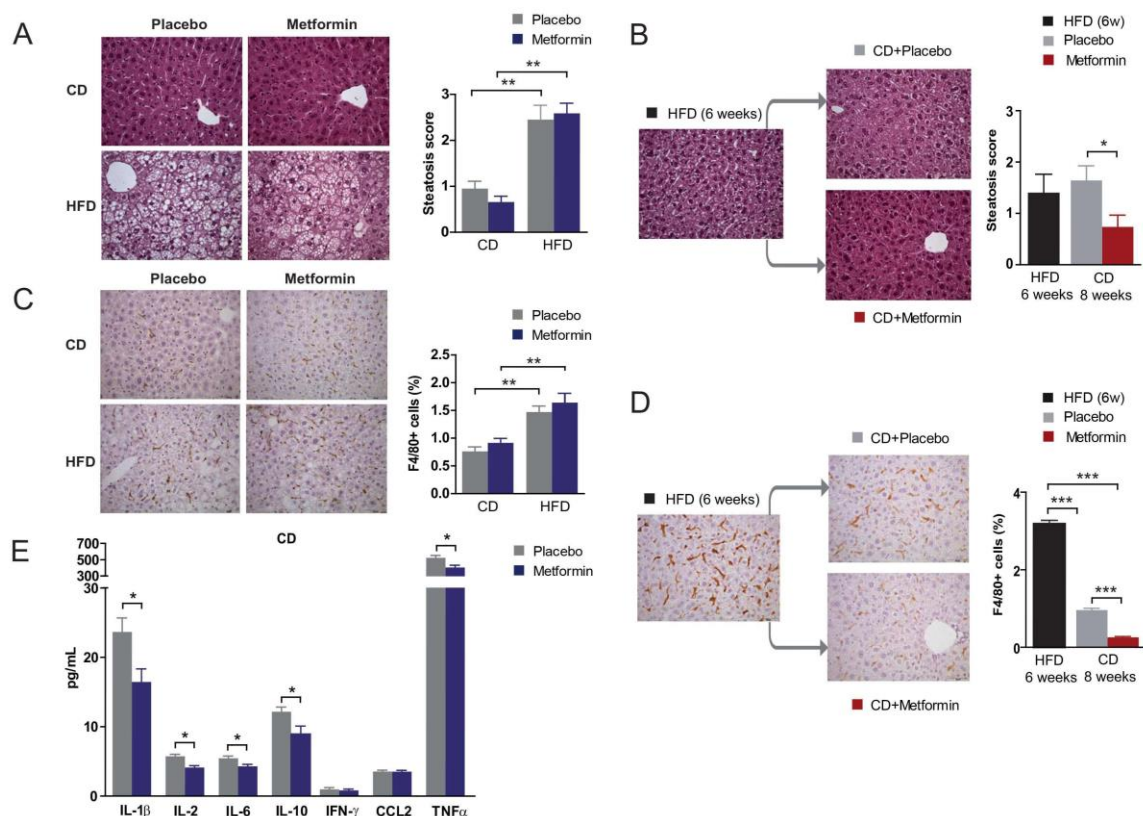 A
Placebo
Metformin
CD
HFD
Placebo
Metformin
**
**
Steatosis score
3
2
1
0
CD
HFD
B
HFD (6w)
Placebo
Metformin
CD+Placebo
HFD (6 weeks)
CD+Metformin
*
Steatosis score
3
2
1
0
HFD
6 weeks
CD
8 weeks
C
Placebo
Metformin
CD
HFD
Placebo
Metformin
**
**
F4/80+ cells (%)
2.5
2.0
1.5
1.0
0.5
0.0
CD
HFD
D
HFD (6w)
Placebo
Metformin
CD+Placebo
HFD (6 weeks)
CD+Metformin
***
***
***
F4/80+ cells (%)
4
2
0
HFD
6 weeks
CD
8 weeks
E
CD
Placebo
Metformin
pg/mL
700
500
300
30
20
10
0
*
*
*
*
*
IL-1β
IL-2
IL-6
IL-10
IFN-γ
CCL2
TNFα